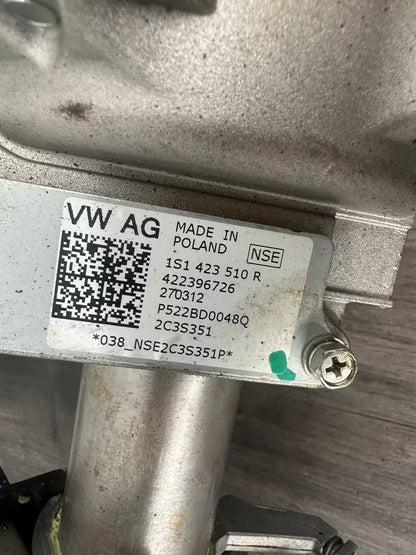 VW AG
MADE IN
POLAND
NSE
1S1 423 510 R
422396726
270312
P522BD0048Q
2C3S351
*038_NSE2C3S351P*